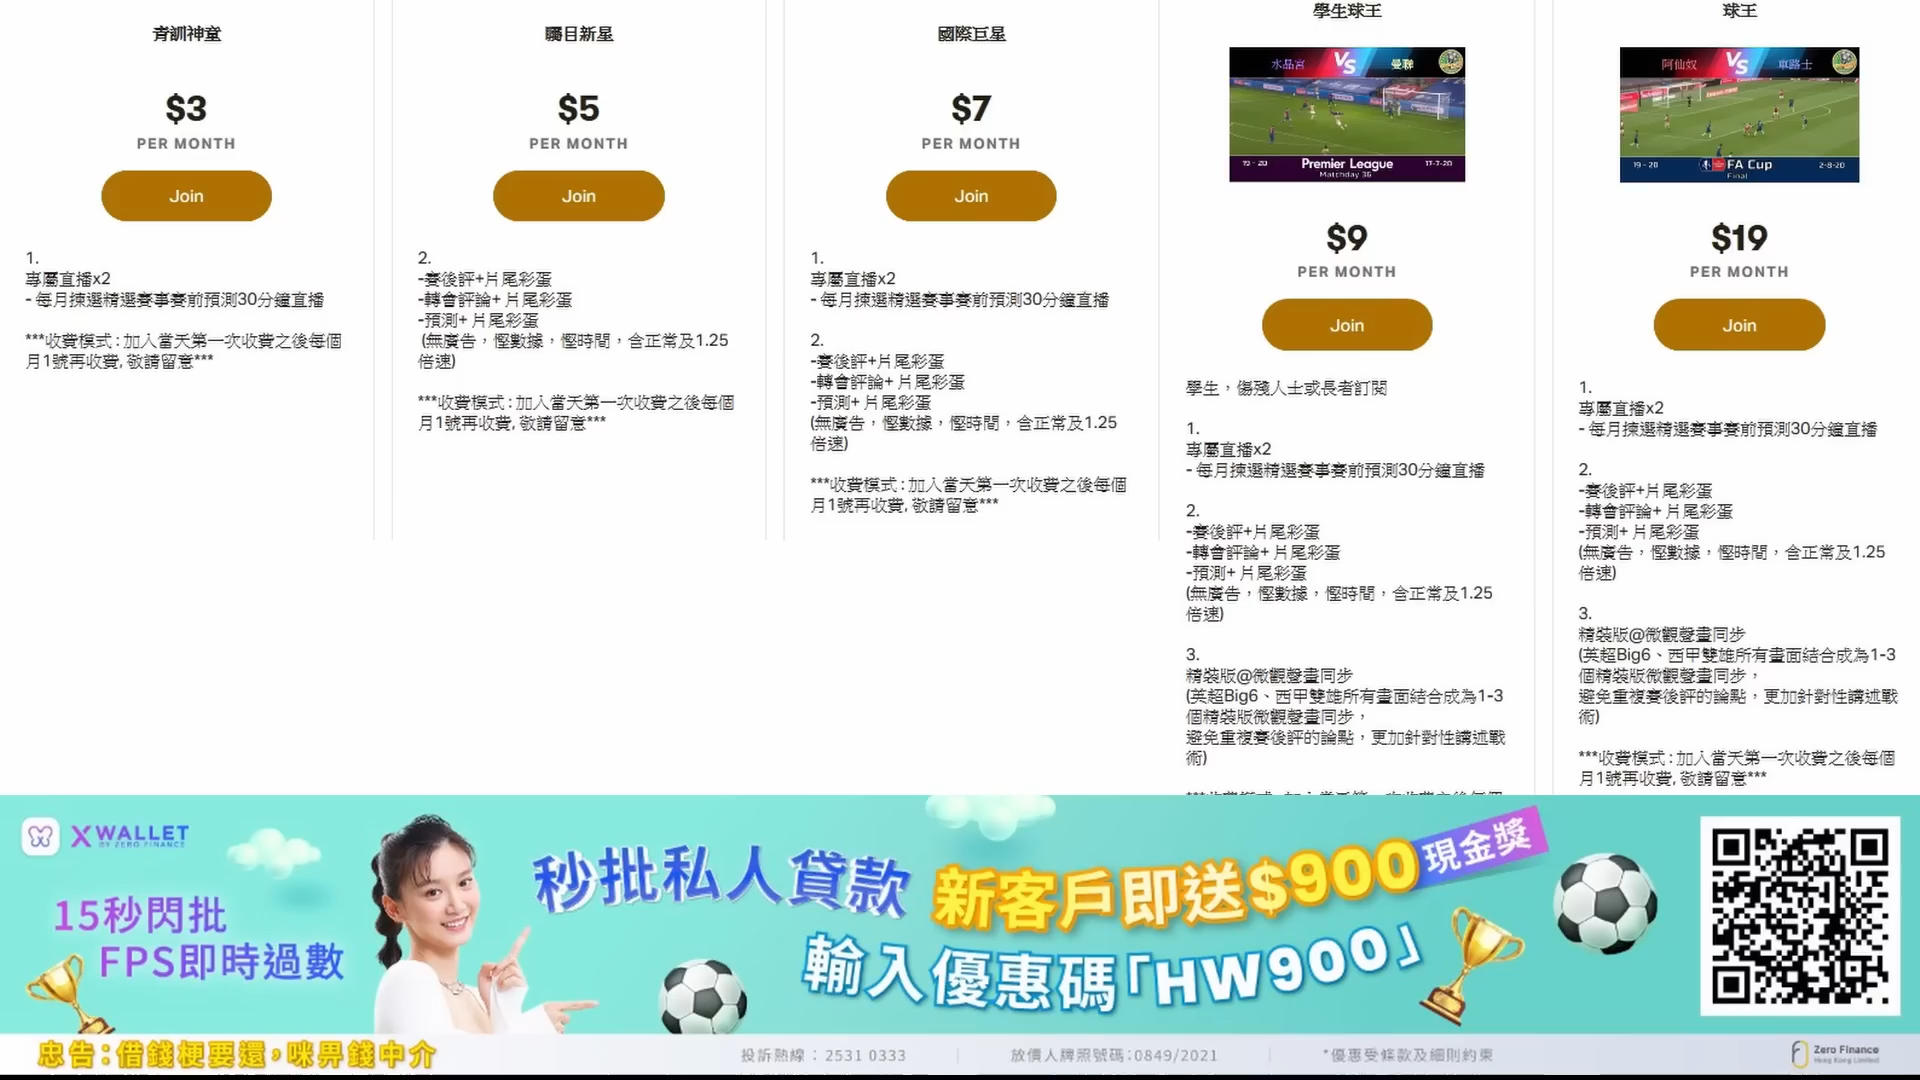 青訓神童
$3
PER MONTH
Join
1.
專屬直播x2
- 每月揀選精選賽事賽前預測30分鐘直播
***收費模式 : 加入當天第一次收費之後每個
月1號再收費, 敬請留意***
矚目新星
$5
PER MONTH
Join
2.
-賽後評+片尾彩蛋
-轉會評論+ 片尾彩蛋
-預測+ 片尾彩蛋
(無廣告，慳數據，慳時間，含正常及1.25
倍速)
***收費模式 : 加入當天第一次收費之後每個
月1號再收費, 敬請留意***
國際巨星
$7
PER MONTH
Join
1.
專屬直播x2
- 每月揀選精選賽事賽前預測30分鐘直播
2.
-賽後評+片尾彩蛋
-轉會評論+ 片尾彩蛋
-預測+ 片尾彩蛋
(無廣告，慳數據，慳時間，含正常及1.25
倍速)
***收費模式 : 加入當天第一次收費之後每個
月1號再收費, 敬請留意***
學生球王
水晶宮 VS 曼聯
19 - 20 Premier League 17-7-20
Matchday 36
$9
PER MONTH
Join
學生，傷殘人士或長者訂閱
1.
專屬直播x2
- 每月揀選精選賽事賽前預測30分鐘直播
2.
-賽後評+片尾彩蛋
-轉會評論+ 片尾彩蛋
-預測+ 片尾彩蛋
(無廣告，慳數據，慳時間，含正常及1.25
倍速)
3.
精裝版@微觀聲畫同步
(英超Big6、西甲雙雄所有畫面結合成為1-3
個精裝版微觀聲畫同步，
避免重複賽後評的論點，更加針對性講述戰
術)
球王
阿仙奴 VS 車路士
19 - 20 FA Cup 2-8-20
Final
$19
PER MONTH
Join
1.
專屬直播x2
- 每月揀選精選賽事賽前預測30分鐘直播
2.
-賽後評+片尾彩蛋
-轉會評論+ 片尾彩蛋
-預測+ 片尾彩蛋
(無廣告，慳數據，慳時間，含正常及1.25
倍速)
3.
精裝版@微觀聲畫同步
(英超Big6、西甲雙雄所有畫面結合成為1-3
個精裝版微觀聲畫同步，
避免重複賽後評的論點，更加針對性講述戰
術)
***收費模式 : 加入當天第一次收費之後每個
月1號再收費, 敬請留意***
X WALLET
BY ZERO FINANCE
15秒閃批
FPS即時過數
秒批私人貸款 新客戶即送$900現金獎
輸入優惠碼「HW900」
忠告：借錢梗要還，咪畀錢中介
投訴熱線：2531 0333
放債人牌照號碼:0849/2021
*優惠受條款及細則約束
Zero Finance
Hong Kong Limited